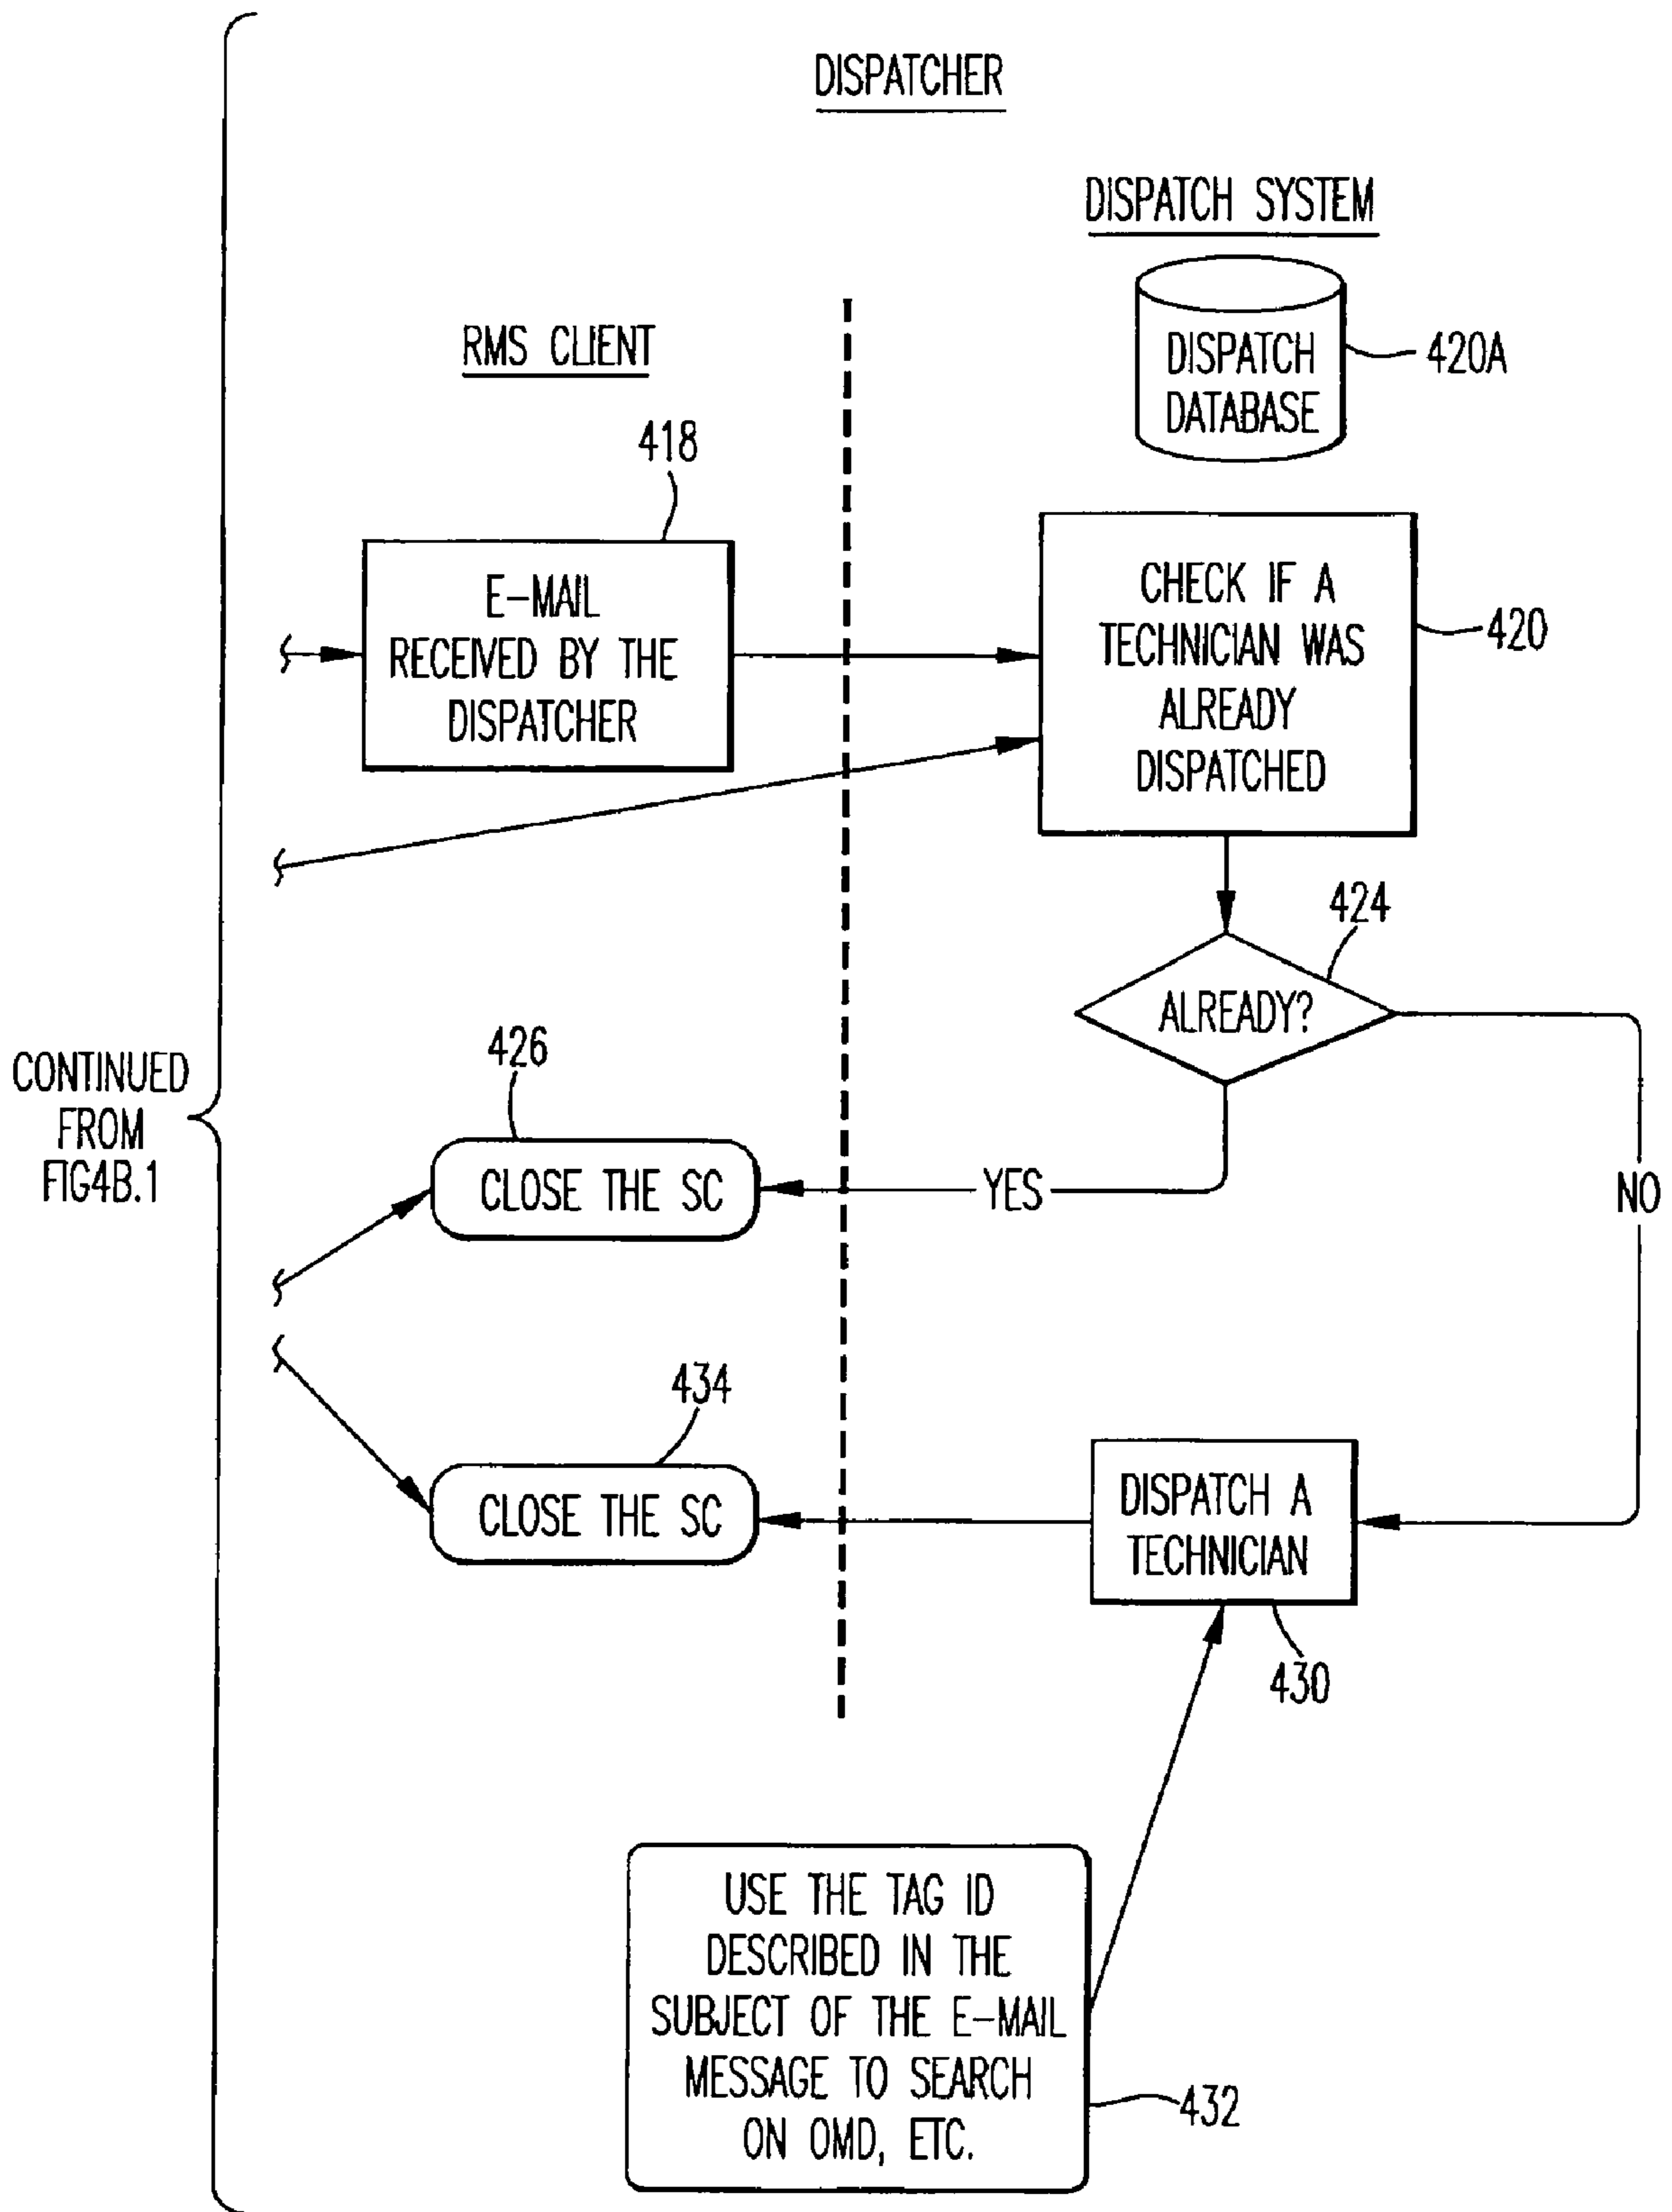 DISPATCHER
DISPATCH SYSTEM
RMS CLIENT
DISPATCH
DATABASE
420A
418
E-MAIL
RECEIVED BY THE
DISPATCHER
CHECK IF A
TECHNICIAN WAS
ALREADY
DISPATCHED
420
424
ALREADY?
CONTINUED
FROM
FIG4B.1
426
CLOSE THE SC
YES
NO
434
CLOSE THE SC
DISPATCH A
TECHNICIAN
430
USE THE TAG ID
DESCRIBED IN THE
SUBJECT OF THE E-MAIL
MESSAGE TO SEARCH
ON OMD, ETC.
432